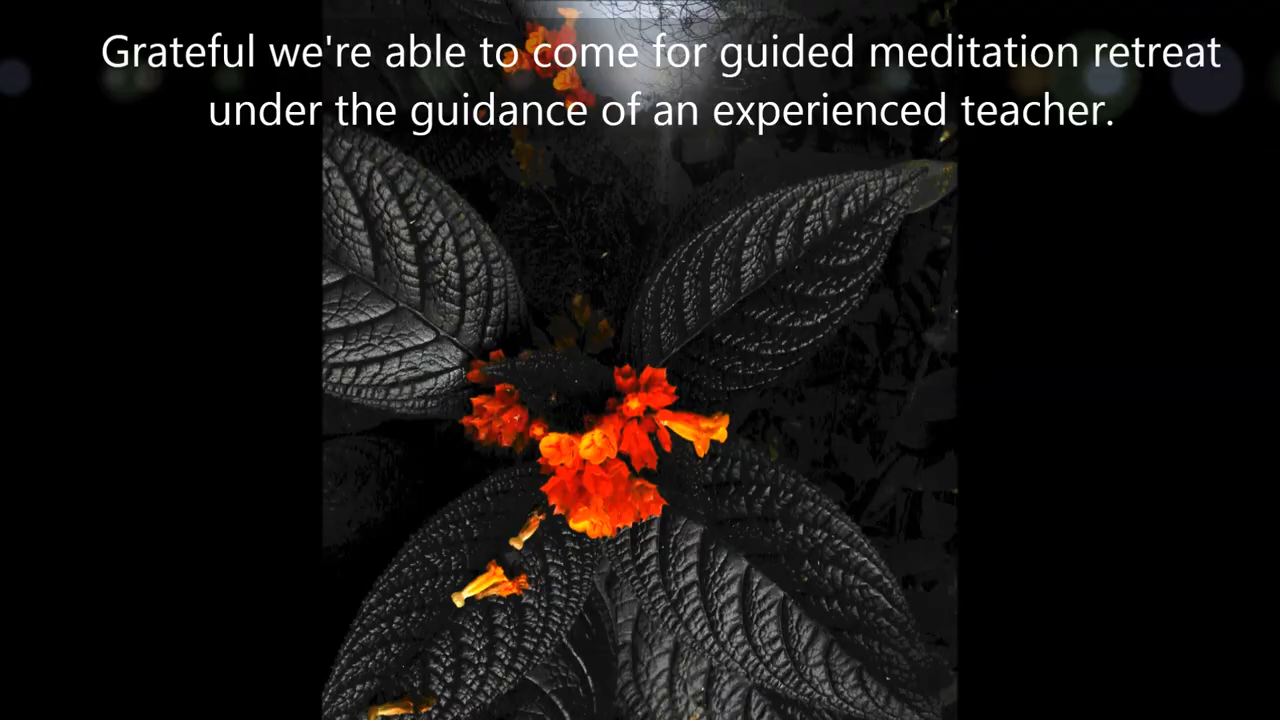 Grateful we're able to come for guided meditation retreat
under the guidance of an experienced teacher.